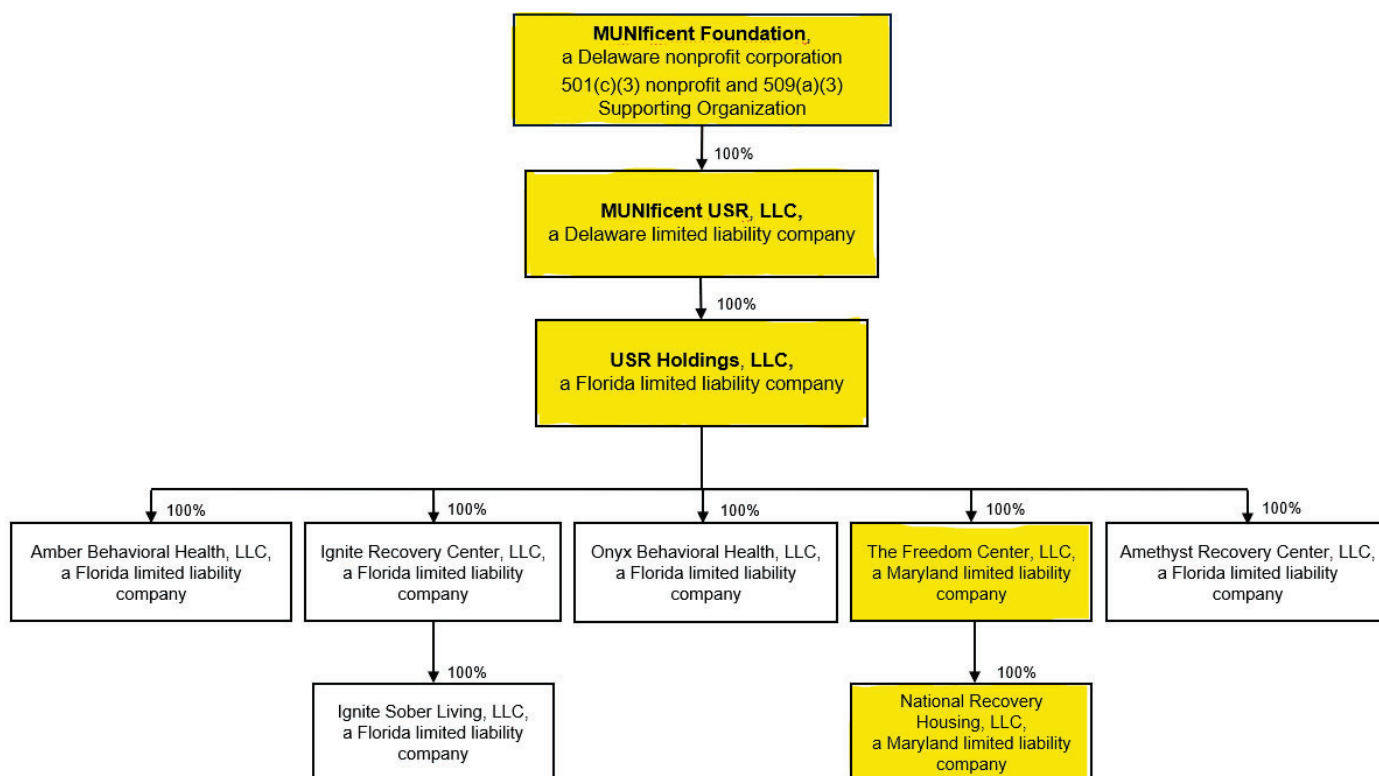 MUNIficent Foundation,
a Delaware nonprofit corporation
501(c)(3) nonprofit and 509(a)(3)
Supporting Organization
100%
MUNIficent USR, LLC,
a Delaware limited liability company
100%
USR Holdings, LLC,
a Florida limited liability company
100%
100%
100%
100%
100%
Amber Behavioral Health, LLC,
a Florida limited liability
company
Ignite Recovery Center, LLC,
a Florida limited liability
company
Onyx Behavioral Health, LLC,
a Florida limited liability
company
The Freedom Center, LLC,
a Maryland limited liability
company
Amethyst Recovery Center, LLC,
a Florida limited liability
company
100%
100%
Ignite Sober Living, LLC,
a Florida limited liability
company
National Recovery
Housing, LLC,
a Maryland limited liability
company